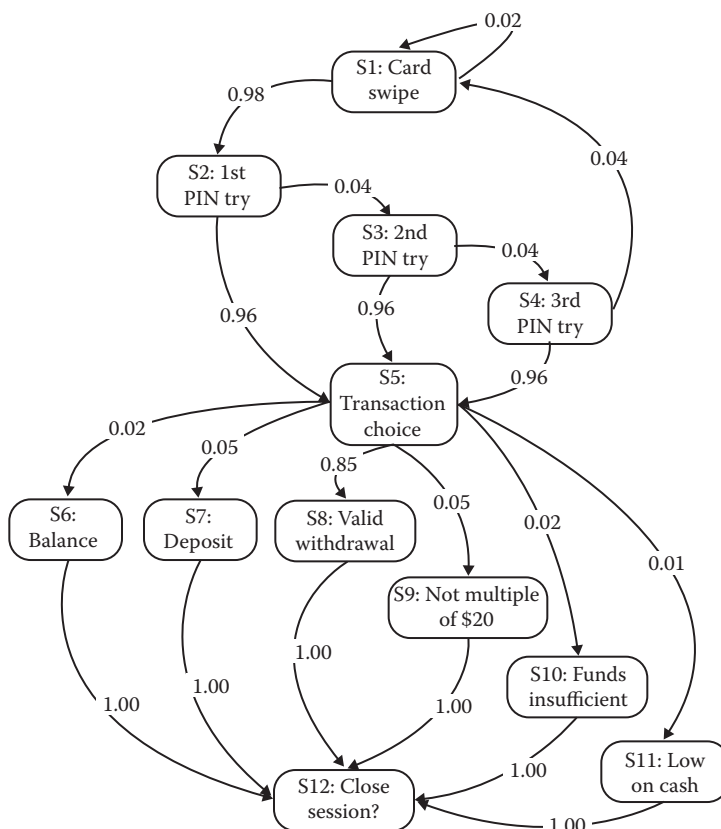 0.02
S1: Card
swipe
0.98
0.04
S2: 1st
PIN try
0.04
S3: 2nd
PIN try
0.04
S4: 3rd
PIN try
0.96
0.96
0.96
S5:
Transaction
choice
0.02
0.05
0.85
0.05
0.02
0.01
S6:
Balance
S7:
Deposit
S8: Valid
withdrawal
S9: Not multiple
of $20
S10: Funds
insufficient
S11: Low
on cash
1.00
1.00
1.00
1.00
1.00
1.00
S12: Close
session?